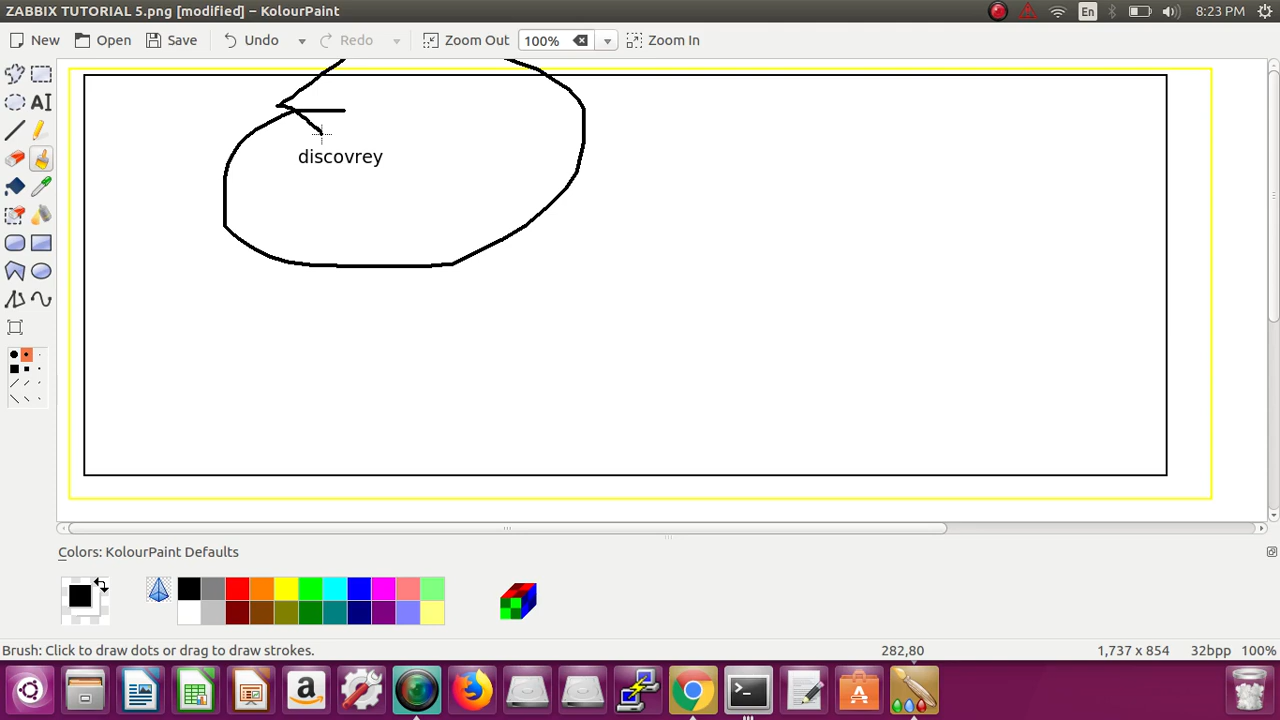 ZABBIX TUTORIAL 5.png [modified] – KolourPaint
En
8:23 PM
New
Open
Save
Undo
Redo
Zoom Out
100%
Zoom In
AI
discovrey
Colors: KolourPaint Defaults
Brush: Click to draw dots or drag to draw strokes.
282,80
1,737 x 854
32bpp
100%
a
>_
A